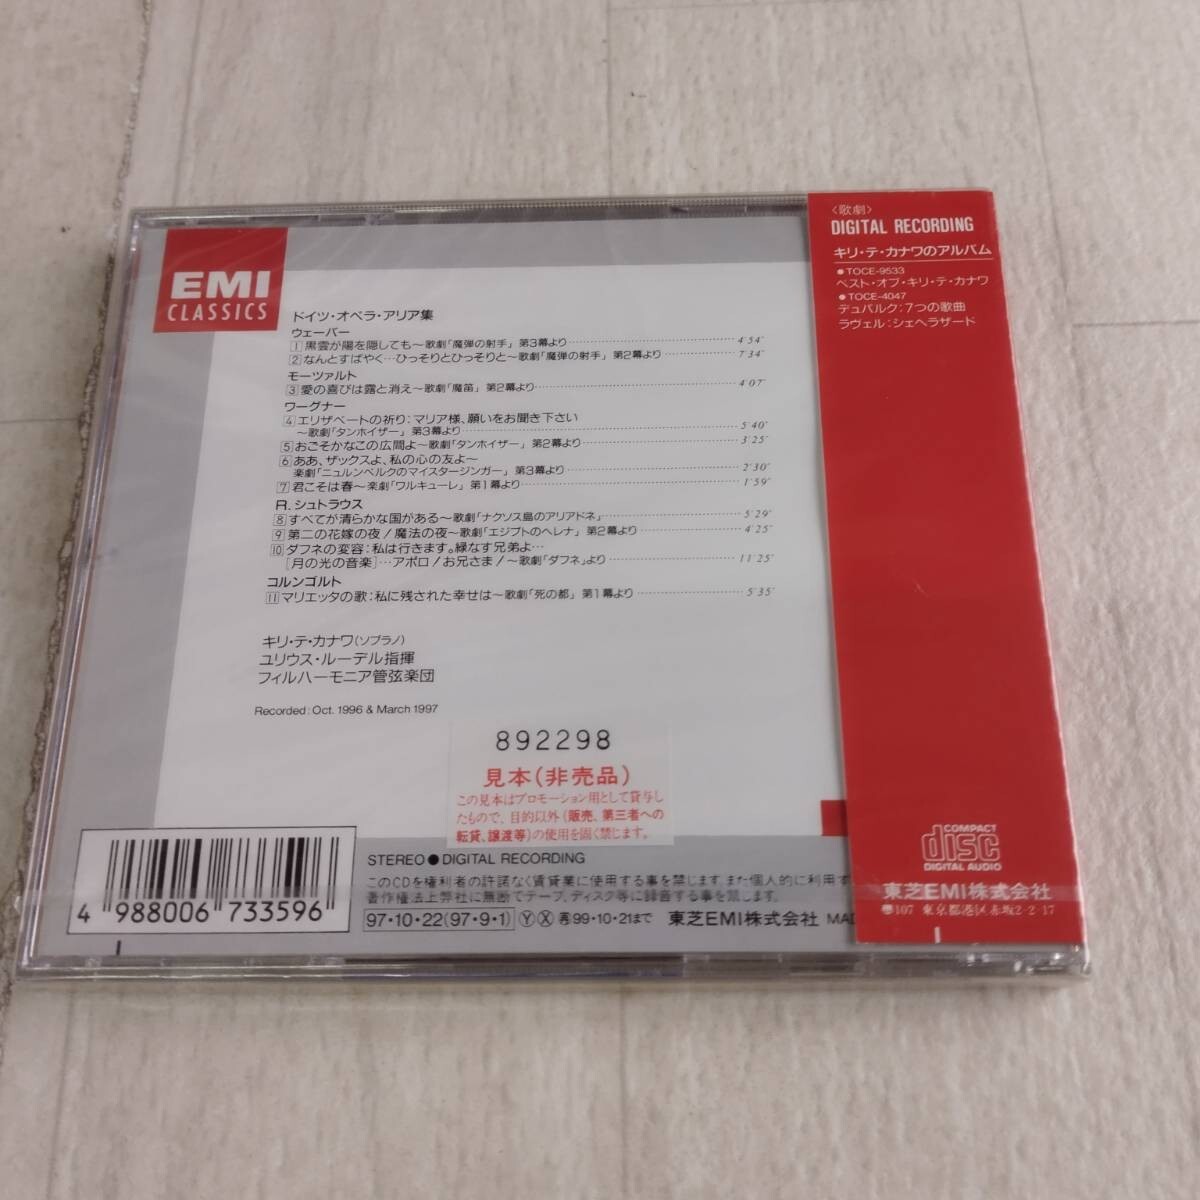 EMI
CLASSICS
ドイツ・オペラ・アリア集
ウェーバー
1 黒雲が陽を隠しても〜歌劇「魔弾の射手」第3幕より 4'54"
2 なんとすばやく…ひっそりとひっそりと〜歌劇「魔弾の射手」第2幕より 7'34"
モーツァルト
3 愛の喜びは露と消え〜歌劇「魔笛」第2幕より 4'07"
ワーグナー
4 エリザベートの祈り:マリア様、願いをお聞き下さい
〜歌劇「タンホイザー」第3幕より 5'40"
5 おごそかなこの広間よ〜歌劇「タンホイザー」第2幕より 3'25"
6 ああ、ザックスよ、私の心の友よ〜
楽劇「ニュルンベルクのマイスタージンガー」第3幕より 2'30"
7 君こそは春〜楽劇「ワルキューレ」第1幕より 1'59"
R.シュトラウス
8 すべてが清らかな国がある〜歌劇「ナクソス島のアリアドネ」 5'29"
9 第二の花嫁の夜/魔法の夜〜歌劇「エジプトのヘレナ」第2幕より 4'25"
10 ダフネの変容:私は行きます。緑なす兄弟よ…
[月の光の音楽]…アポロ/お兄さま/〜歌劇「ダフネ」より 11'25"
コルンゴルト
11 マリエッタの歌:私に残された幸せは〜歌劇「死の都」第1幕より 5'35"
キリ・テ・カナワ(ソプラノ)
ユリウス・ルーデル指揮
フィルハーモニア管弦楽団
Recorded: Oct. 1996 & March 1997
892298
見本(非売品)
この見本はプロモーション用として貸与し
たもので、目的以外(販売、第三者への
転貸、譲渡等)の使用を固く禁じます。
STEREO●DIGITAL RECORDING
このCDを権利者の許諾なく賃貸業に使用する事を禁じます。また個人的に利用す
著作権法上弊社に無断でテープ、ディスク等に録音する事を禁じます。
97・10・22(97・9・1) Ⓨ Ⓧ 再99・10・21まで 東芝EMI株式会社 MAD
4 988006 733596
〈歌劇〉
DIGITAL RECORDING
キリ・テ・カナワのアルバム
●TOCE-9533
ベスト・オブ・キリ・テ・カナワ
●TOCE-4047
デュパルク:7つの歌曲
ラヴェル:シェヘラザード
COMPACT
disc
DIGITAL AUDIO
東芝EMI株式会社
〒107 東京都港区赤坂2-2-17